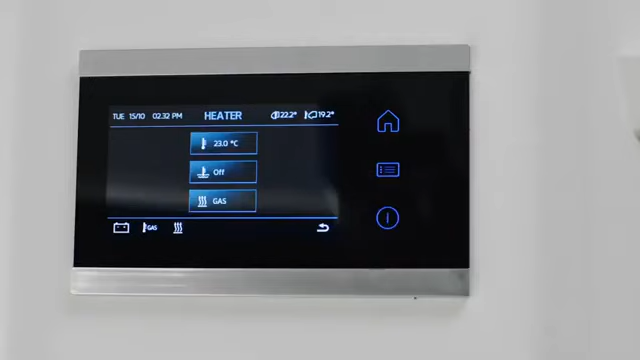 TUE 15/10 02.32 PM HEATER 22.2° 19.2°
23.0 °C
Off
GAS
GAS